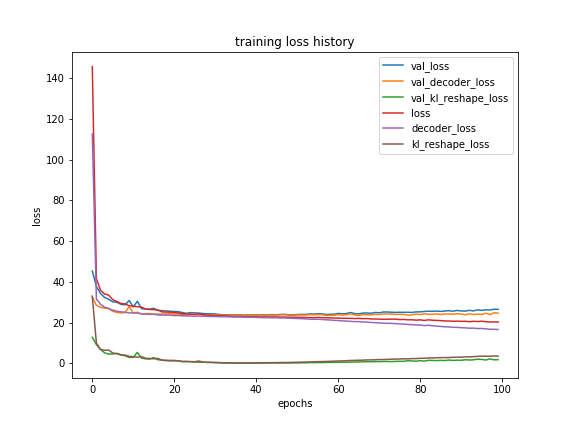 training loss history
140
120
100
80
60
40
20
0
loss
val_loss
val_decoder_loss
val_kl_reshape_loss
loss
decoder_loss
kl_reshape_loss
0 20 40 60 80 100
epochs